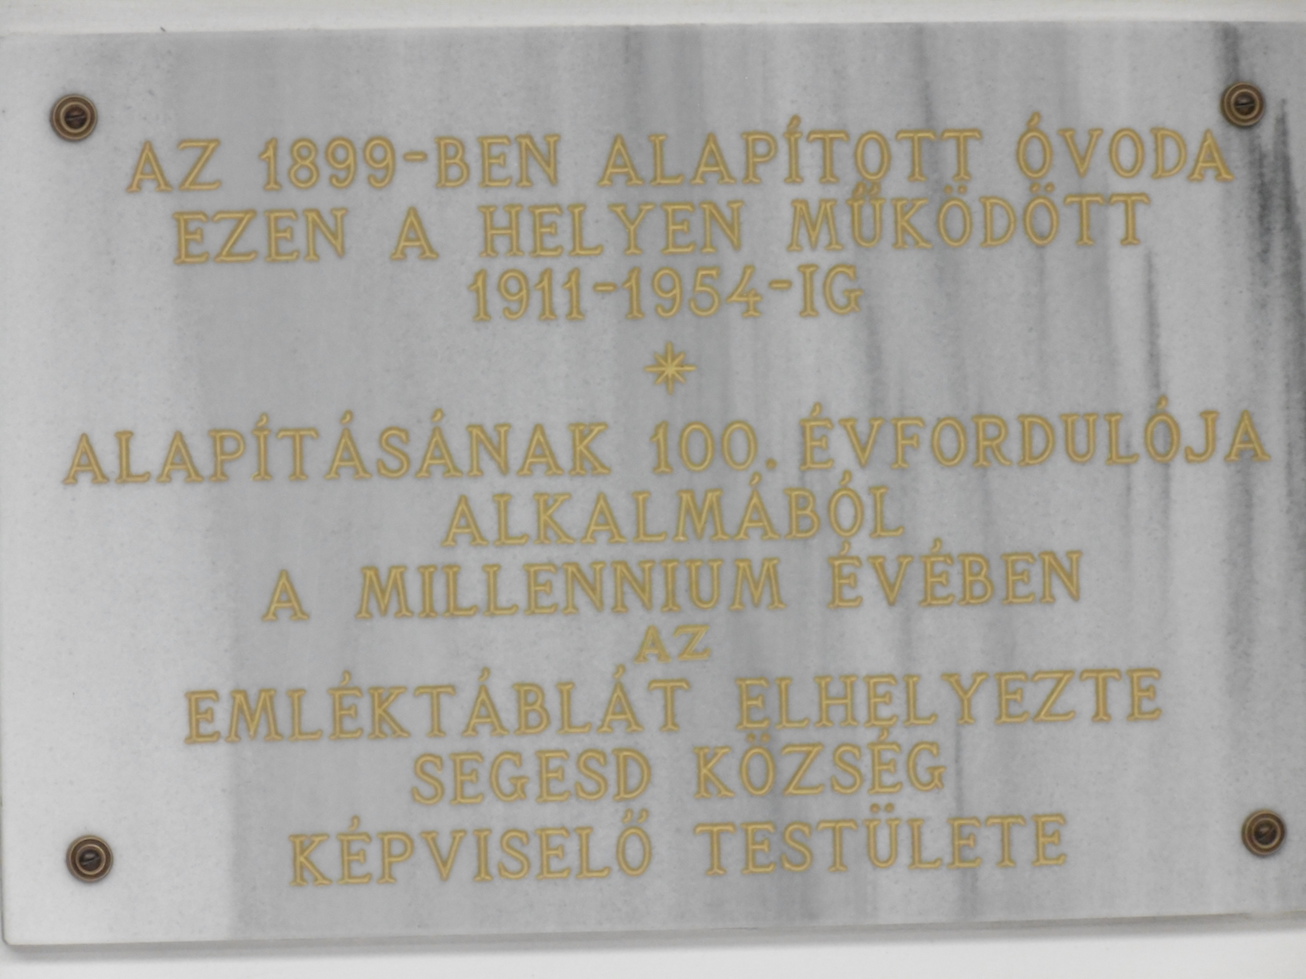 AZ 1899-BEN ALAPÍTOTT ÓVODA
EZEN A HELYEN MŰKÖDÖTT
1911-1954-IG
*
ALAPÍTÁSÁNAK 100. ÉVFORDULÓJA
ALKALMÁBÓL
A MILLENNIUM ÉVÉBEN
AZ
EMLÉKTÁBLÁT ELHELYEZTE
SEGESD KÖZSÉG
KÉPVISELŐ TESTÜLETE